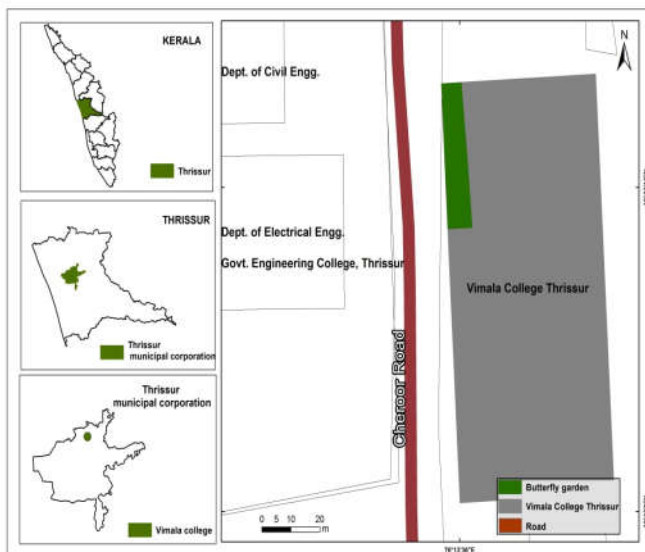 KERALA
Thrissur
THRISSUR
Thrissur
municipal corporation
Thrissur
municipal corporation
Vimala college
Dept. of Civil Engg.
Dept. of Electrical Engg.
Govt. Engineering College, Thrissur
Cheroor Road
Vimala College Thrissur
N
Butterfly garden
Vimala College Thrissur
Road
0 5 10 20
m